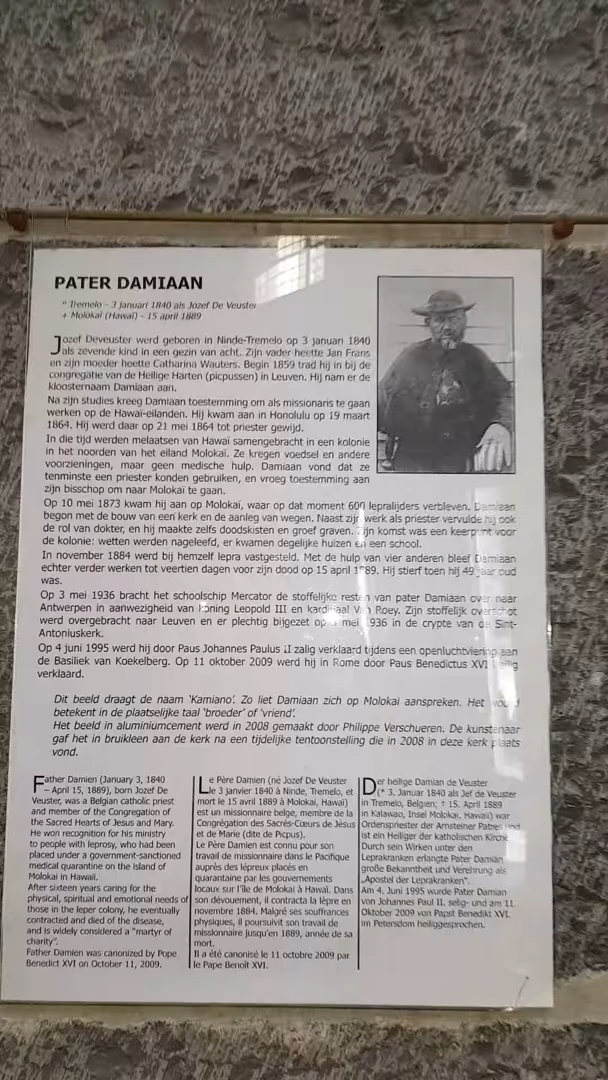 PATER DAMIAAN
° Tremelo - 3 januari 1840 als Jozef De Veuster
+ Molokaï (Hawaï) - 15 april 1889
Jozef Deveuster werd geboren in Ninde-Tremelo op 3 januari 1840
als zevende kind in een gezin van acht. Zijn vader heette Jan Frans
en zijn moeder heette Catharina Wauters. Begin 1859 trad hij in bij de
congregatie van de Heilige Harten (picpussen) in Leuven. Hij nam er de
kloosternaam Damiaan aan.
Na zijn studies kreeg Damiaan toestemming om als missionaris te gaan
werken op de Hawaï-eilanden. Hij kwam aan in Honolulu op 19 maart
1864. Hij werd daar op 21 mei 1864 tot priester gewijd.
In die tijd werden melaatsen van Hawaï samengebracht in een kolonie
in het noorden van het eiland Molokaï. Ze kregen voedsel en andere
voorzieningen, maar geen medische hulp. Damiaan vond dat ze
tenminste een priester konden gebruiken, en vroeg toestemming aan
zijn bisschop om naar Molokaï te gaan.
Op 10 mei 1873 kwam hij aan op Molokaï, waar op dat moment 600 lepralijders verbleven. Damiaan
begon met de bouw van een kerk en de aanleg van wegen. Naast zijn werk als priester vervulde hij ook
de rol van dokter, en hij maakte zelfs doodskisten en groef graven. Zijn komst was een keerpunt voor
de kolonie: wetten werden nageleefd, er kwamen degelijke huizen en een school.
In november 1884 werd bij hemzelf lepra vastgesteld. Met de hulp van vier anderen bleef Damiaan
echter verder werken tot veertien dagen voor zijn dood op 15 april 1889. Hij stierf toen hij 49 jaar oud
was.
Op 3 mei 1936 bracht het schoolschip Mercator de stoffelijke resten van pater Damiaan over naar
Antwerpen in aanwezigheid van koning Leopold III en kardinaal Van Roey. Zijn stoffelijk overschot
werd overgebracht naar Leuven en er plechtig bijgezet op mei 1936 in de crypte van de Sint-
Antoniuskerk.
Op 4 juni 1995 werd hij door Paus Johannes Paulus II zalig verklaard tijdens een openluchtviering aan
de Basiliek van Koekelberg. Op 11 oktober 2009 werd hij in Rome door Paus Benedictus XVI heilig
verklaard.
Dit beeld draagt de naam 'Kamiano'. Zo liet Damiaan zich op Molokai aanspreken. Het woord
betekent in de plaatselijke taal 'broeder' of 'vriend'.
Het beeld in aluminiumcement werd in 2008 gemaakt door Philippe Verschueren. De kunstenaar
gaf het in bruikleen aan de kerk na een tijdelijke tentoonstelling die in 2008 in deze kerk plaats
vond.
Father Damien (January 3, 1840
– April 15, 1889), born Jozef De
Veuster, was a Belgian catholic priest
and member of the Congregation of
the Sacred Hearts of Jesus and Mary.
He won recognition for his ministry
to people with leprosy, who had been
placed under a government-sanctioned
medical quarantine on the island of
Molokai in Hawaii.
After sixteen years caring for the
physical, spiritual and emotional needs of
those in the leper colony, he eventually
contracted and died of the disease,
and is widely considered a "martyr of
charity".
Father Damien was canonized by Pope
Benedict XVI on October 11, 2009.
Le Père Damien (né Jozef De Veuster
le 3 janvier 1840 à Ninde, Tremelo, et
mort le 15 avril 1889 à Molokai, Hawaï)
est un missionnaire belge, membre de la
Congrégation des Sacrés-Cœurs de Jésus
et de Marie (dite de Picpus).
Le Père Damien est connu pour son
travail de missionnaire dans le Pacifique
auprès des lépreux placés en
quarantaine par les gouvernements
locaux sur l'île de Molokai à Hawaï. Dans
son dévouement, il contracta la lèpre en
novembre 1884. Malgré ses souffrances
physiques, il poursuivit son travail de
missionnaire jusqu'en 1889, année de sa
mort.
Il a été canonisé le 11 octobre 2009 par
le Pape Benoît XVI.
Der heilige Damian de Veuster
(* 3. Januar 1840 als Jef de Veuster
in Tremelo, Belgien; † 15. April 1889
in Kalawao, Insel Molokai, Hawaii) war
Ordenspriester der Arnsteiner Patres und
ist ein Heiliger der katholischen Kirche.
Durch sein Wirken unter den
Leprakranken erlangte Pater Damian
große Bekanntheit und Verehrung als
„Apostel der Leprakranken".
Am 4. Juni 1995 wurde Pater Damian
von Johannes Paul II. selig- und am 11.
Oktober 2009 von Papst Benedikt XVI.
im Petersdom heiliggesprochen.